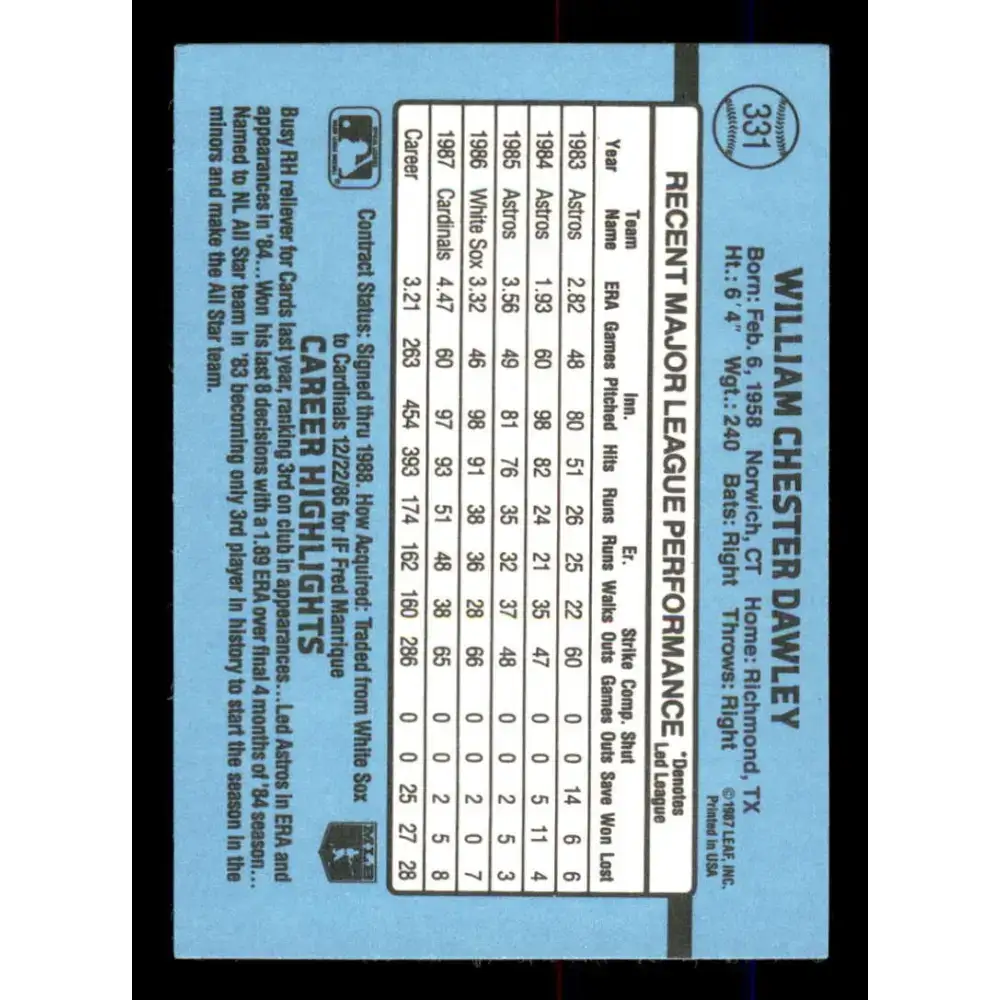 331
WILLIAM CHESTER DAWLEY
Born: Feb. 6, 1958 Norwich, CT Home: Richmond, TX
Ht.: 6'4" Wgt.: 240 Bats: Right Throws: Right
©1987 LEAF, INC.
Printed in USA
RECENT MAJOR LEAGUE PERFORMANCE
*Denotes
Led League
Team Inn. Er. Strike Comp. Shut
Year Name ERA Games Pitched Hits Runs Runs Walks Outs Games Outs Save Won Lost
1983 Astros 2.82 48 80 51 26 25 22 60 0 0 14 6 6
1984 Astros 1.93 60 98 82 24 21 35 47 0 0 5 11 4
1985 Astros 3.56 49 81 76 35 32 37 48 0 0 2 5 3
1986 White Sox 3.32 46 98 91 38 36 28 66 0 0 2 0 7
1987 Cardinals 4.47 60 97 93 51 48 38 65 0 0 2 5 8
Career 3.21 263 454 393 174 162 160 286 0 0 25 27 28
Contract Status: Signed thru 1988. How Acquired: Traded from White Sox
to Cardinals 12/22/86 for IF Fred Manrique
MLB
CAREER HIGHLIGHTS
Busy RH reliever for Cards last year, ranking 3rd on club in appearances...Led Astros in ERA and
appearances in '84...Won his last 8 decisions with a 1.89 ERA over final 4 months of '84 season...
Named to NL All Star team in '83 becoming only 3rd player in history to start the season in the
minors and make the All Star team.